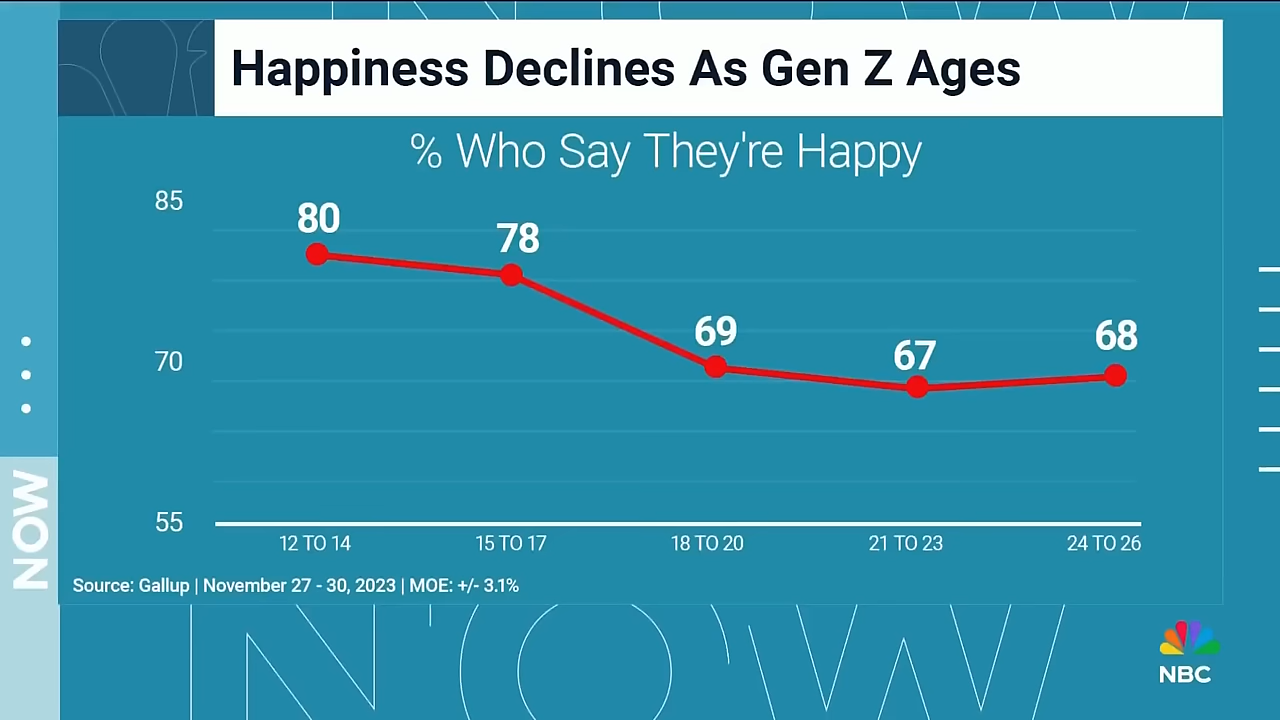 Happiness Declines As Gen Z Ages
% Who Say They're Happy
85
80
78
70
69
67
68
55
12 TO 14
15 TO 17
18 TO 20
21 TO 23
24 TO 26
Source: Gallup | November 27 - 30, 2023 | MOE: +/- 3.1%
NOW
NOW
NBC